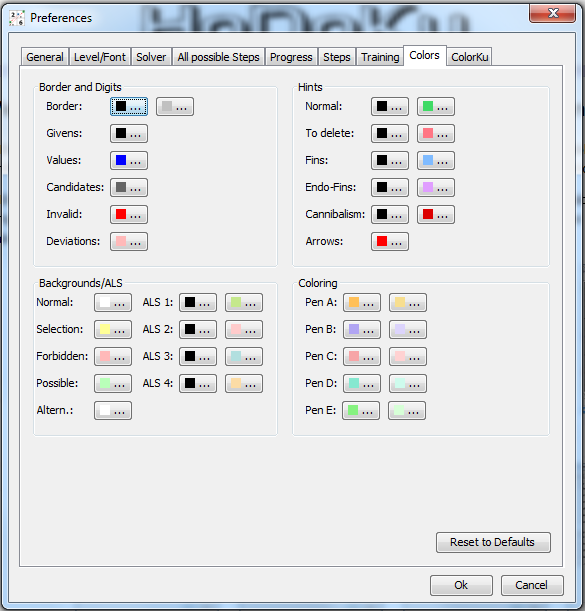 HoDoKu
Preferences
General Level/Font Solver All possible Steps Progress Steps Training Colors ColorKu
Border and Digits
Border: ... ...
Givens: ...
Values: ...
Candidates: ...
Invalid: ...
Deviations: ...
Hints
Normal: ... ...
To delete: ... ...
Fins: ... ...
Endo-Fins: ... ...
Cannibalism: ... ...
Arrows: ...
Backgrounds/ALS
Normal: ... ALS 1: ... ...
Selection: ... ALS 2: ... ...
Forbidden: ... ALS 3: ... ...
Possible: ... ALS 4: ... ...
Altern.: ...
Coloring
Pen A: ... ...
Pen B: ... ...
Pen C: ... ...
Pen D: ... ...
Pen E: ... ...
Reset to Defaults
Ok Cancel